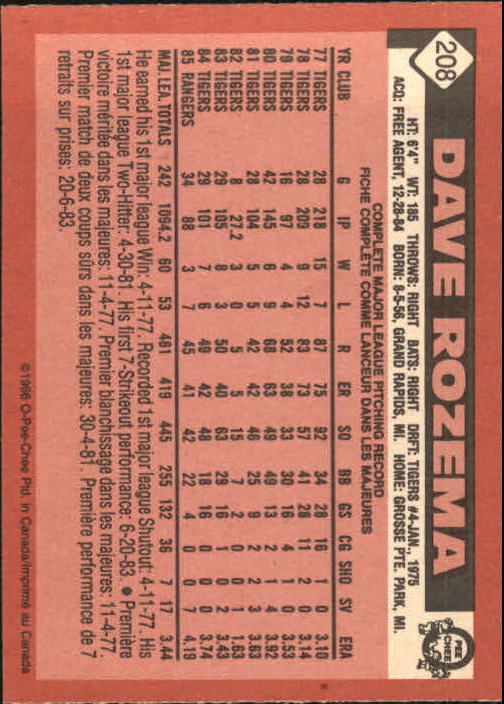 208
DAVE ROZEMA
O
PEE
CHEE
HT: 6'4" WT: 185 THROWS: RIGHT BATS: RIGHT DRFT: TIGERS #4-JAN., 1975
ACQ: FREE AGENT, 12-28-84 BORN: 8-5-56, GRAND RAPIDS, MI. HOME: GROSSE PTE. PARK, MI.
COMPLETE MAJOR LEAGUE PITCHING RECORD
FICHE COMPLÈTE COMME LANCEUR DANS LES MAJEURES
YR CLUB G IP W L R ER SO BB GS CG SHO SV ERA
77 TIGERS 28 218 15 7 87 75 92 34 28 16 1 0 3.10
78 TIGERS 28 209 9 12 83 73 57 41 28 11 2 0 3.14
79 TIGERS 16 97 4 4 52 38 33 30 16 4 1 0 3.53
80 TIGERS 42 145 6 9 68 63 49 49 13 2 1 4 3.92
81 TIGERS 28 104 5 5 42 42 46 25 9 2 2 3 3.63
82 TIGERS 8 27.2 3 0 5 5 15 7 2 0 0 1 1.63
83 TIGERS 29 105 8 3 50 40 63 29 16 1 0 2 3.43
84 TIGERS 29 101 7 6 49 42 48 18 16 0 0 0 3.74
85 RANGERS 34 88 3 7 45 41 42 22 4 0 0 7 4.19
MAJ. LEA. TOTALS 242 1094.2 60 53 481 419 445 255 132 36 7 17 3.44
He earned his 1st major league Win: 4-11-77. Recorded 1st major league Shutout: 4-11-77. His
1st major league Two-Hitter: 4-30-81. His first 7-Strikeout performance: 6-20-83. ● Première
victoire méritée dans les majeures: 11-4-77. Premier blanchissage dans les majeures: 11-4-77.
Premier match de deux coups sûrs dans les majeures: 30-4-81. Première performance de 7
retraits sur prises: 20-6-83.
©1986 O-Pee-Chee Ptd. in Canada/Imprimé au Canada